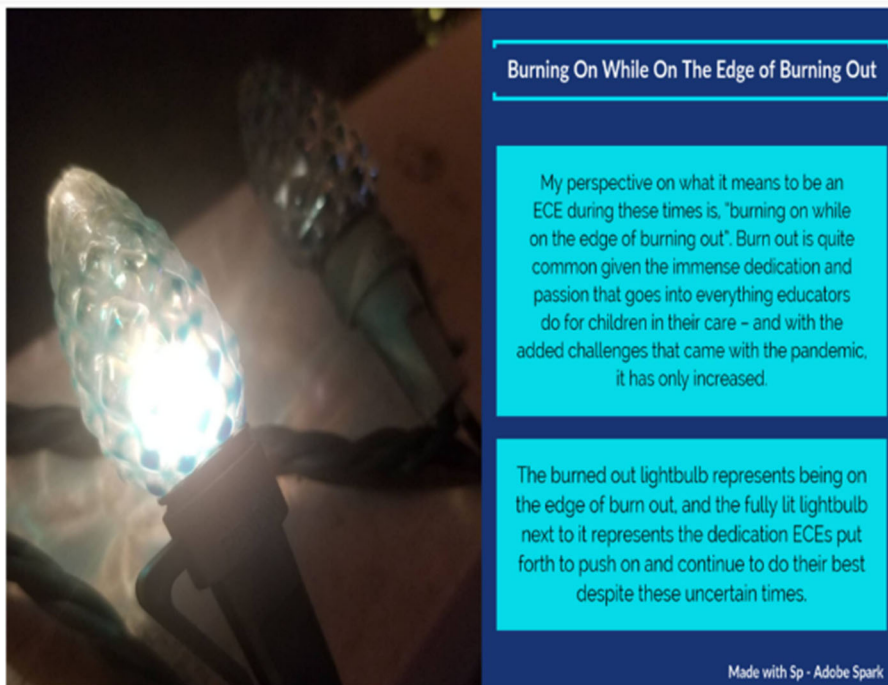 Burning On While On The Edge of Burning Out
My perspective on what it means to be an
ECE during these times is, "burning on while
on the edge of burning out". Burn out is quite
common given the immense dedication and
passion that goes into everything educators
do for children in their care – and with the
added challenges that came with the pandemic,
it has only increased.
The burned out lightbulb represents being on
the edge of burn out, and the fully lit lightbulb
next to it represents the dedication ECEs put
forth to push on and continue to do their best
despite these uncertain times.
Made with Sp - Adobe Spark